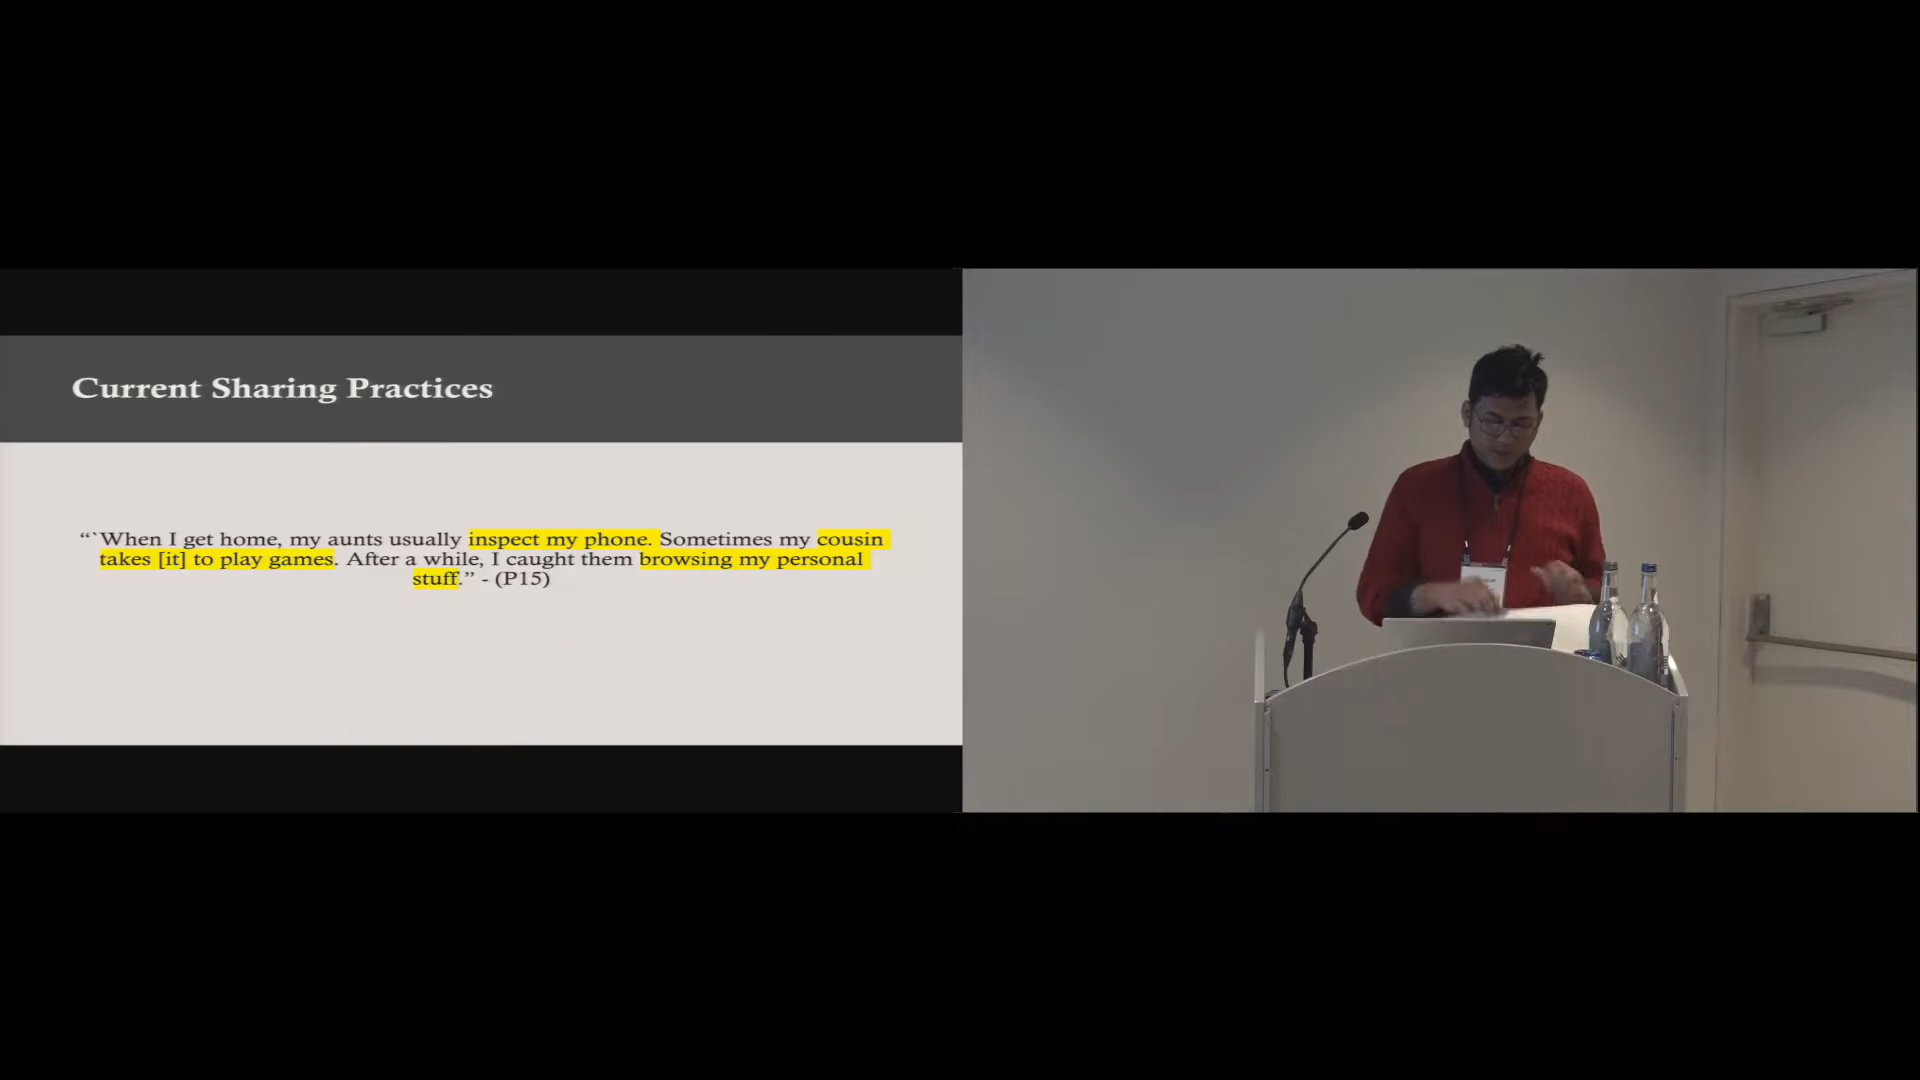 Current Sharing Practices
“`When I get home, my aunts usually inspect my phone. Sometimes my cousin
takes [it] to play games. After a while, I caught them browsing my personal
stuff.” - (P15)